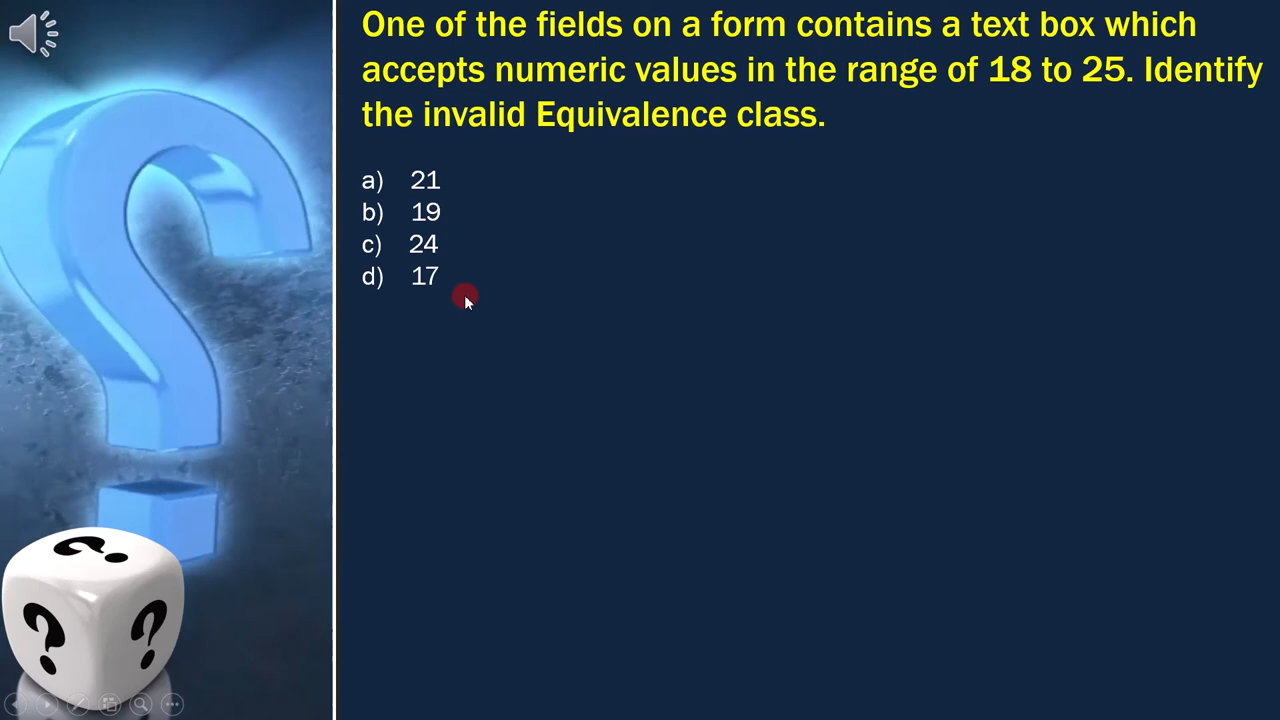 One of the fields on a form contains a text box which
accepts numeric values in the range of 18 to 25. Identify
the invalid Equivalence class.
a) 21
b) 19
c) 24
d) 17